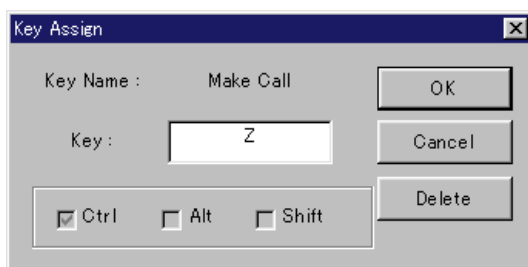 Key Assign
Key Name : Make Call
OK
Key : Z
Cancel
Delete
Ctrl Alt Shift